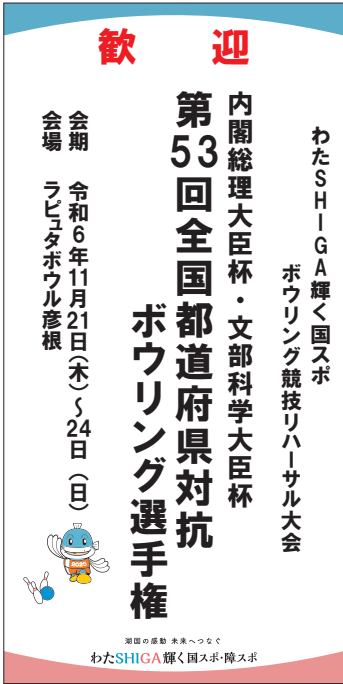 歓迎
わたSHIGA輝く国スポ
ボウリング競技リハーサル大会
内閣総理大臣杯・文部科学大臣杯
第53回全国都道府県対抗
ボウリング選手権
会期 令和6年11月21日(木)~24日(日)
会場 ラピュタボウル彦根
2025
湖国の感動 未来へつなぐ
わたSHIGA輝く国スポ・障スポ